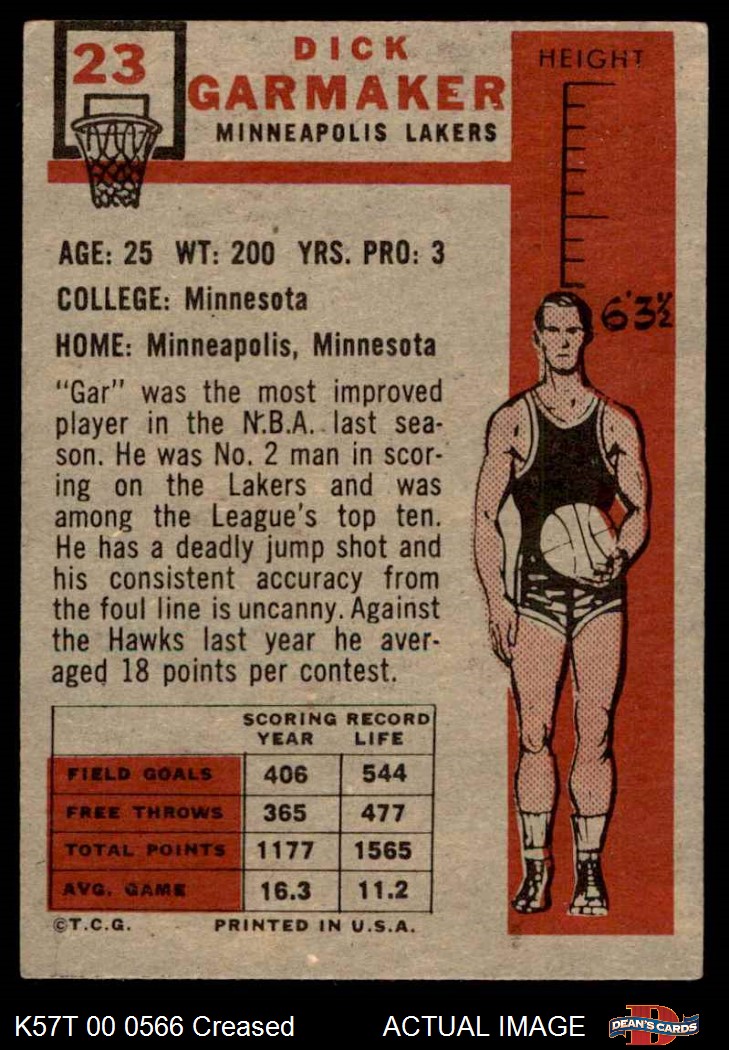 23
DICK
GARMAKER
MINNEAPOLIS LAKERS
HEIGHT
6'3½
AGE: 25 WT: 200 YRS. PRO: 3
COLLEGE: Minnesota
HOME: Minneapolis, Minnesota
"Gar" was the most improved
player in the N.B.A. last sea-
son. He was No. 2 man in scor-
ing on the Lakers and was
among the League's top ten.
He has a deadly jump shot and
his consistent accuracy from
the foul line is uncanny. Against
the Hawks last year he aver-
aged 18 points per contest.
SCORING RECORD
YEAR LIFE
FIELD GOALS 406 544
FREE THROWS 365 477
TOTAL POINTS 1177 1565
AVG. GAME 16.3 11.2
©T.C.G. PRINTED IN U.S.A.
K57T 00 0566 Creased ACTUAL IMAGE
D
DEAN'S CARDS